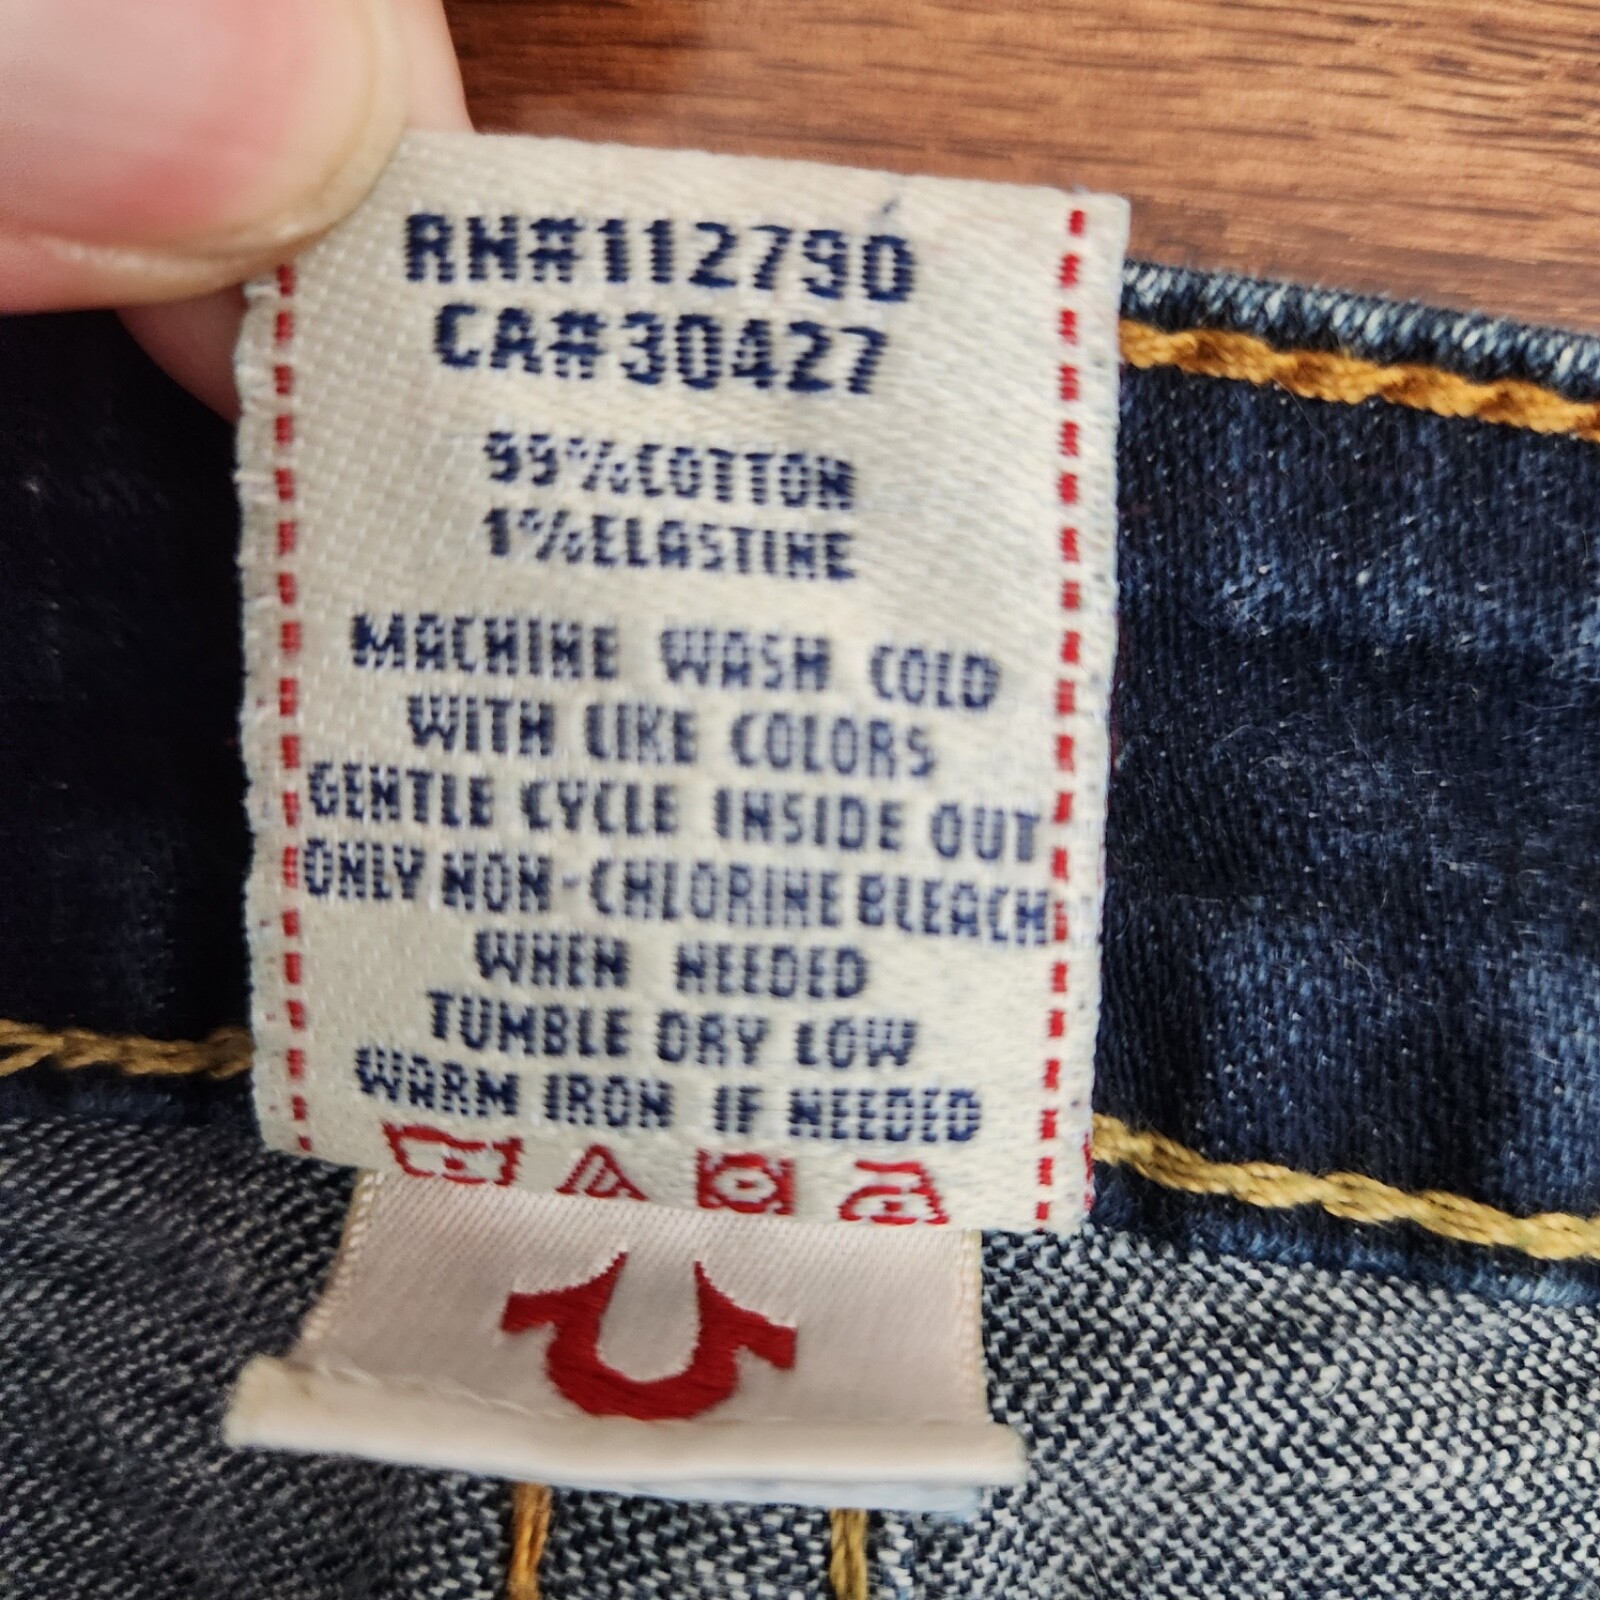 RN#112790
CA#30427
99%COTTON
1%ELASTINE
MACHINE WASH COLD
WITH LIKE COLORS
GENTLE CYCLE INSIDE OUT
ONLY NON-CHLORINE BLEACH
WHEN NEEDED
TUMBLE DRY LOW
WARM IRON IF NEEDED